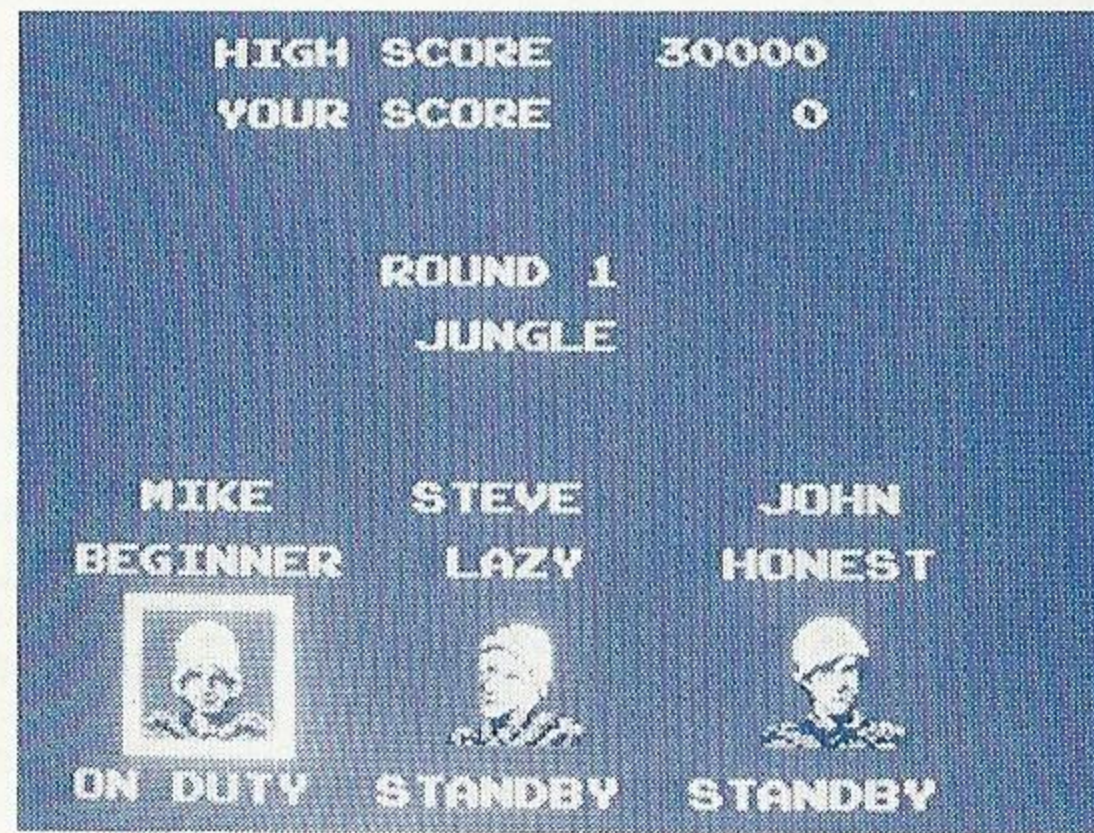 HIGH SCORE 30000
YOUR SCORE 0
ROUND 1
JUNGLE
MIKE STEVE JOHN
BEGINNER LAZY HONEST
ON DUTY STANDBY STANDBY